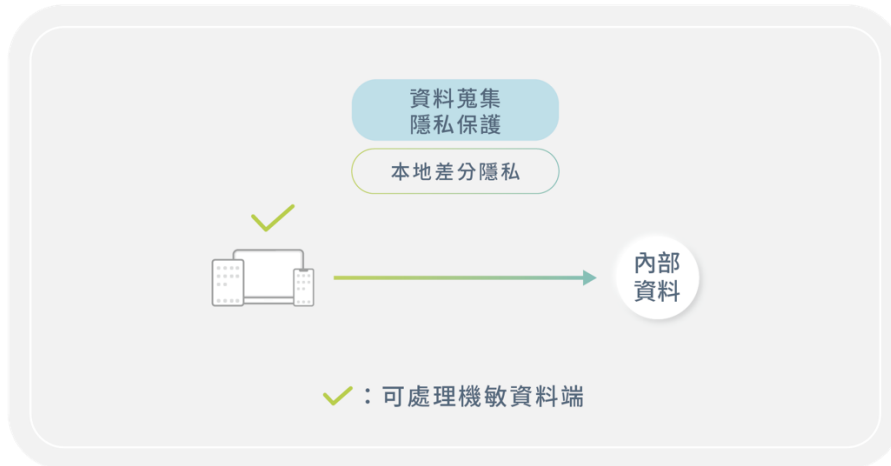 資料蒐集
隱私保護
本地差分隱私
內部
資料
：可處理機敏資料端